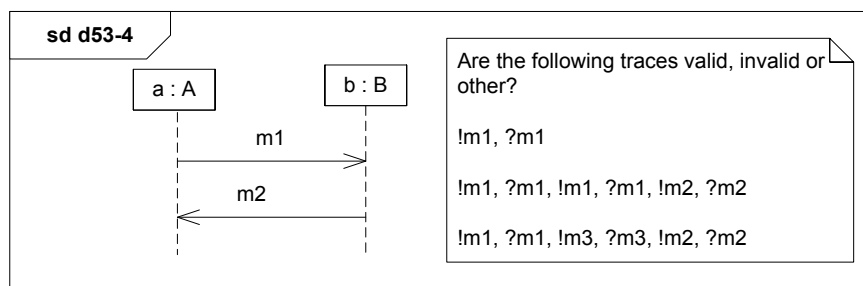 sd d53-4
a : A
b : B
m1
m2
Are the following traces valid, invalid or
other?
!m1, ?m1
!m1, ?m1, !m1, ?m1, !m2, ?m2
!m1, ?m1, !m3, ?m3, !m2, ?m2